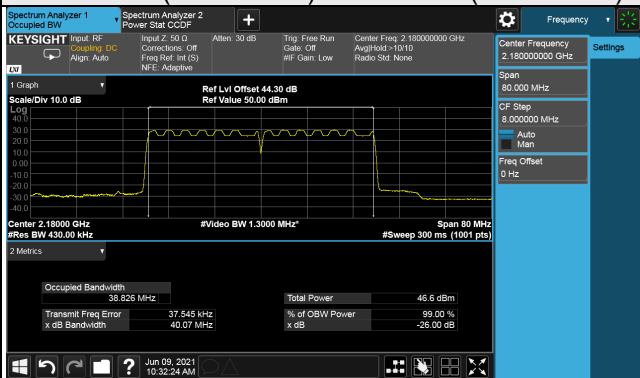 Spectrum Analyzer 1
Occupied BW
Spectrum Analyzer 2
Power Stat CCDF
Frequency
KEYSIGHT
Input: RF
Coupling: DC
Align: Auto
Input Z: 50 Ω
Corrections: Off
Freq Ref: Int (S)
NFE: Adaptive
Atten: 30 dB
Trig: Free Run
Gate: Off
#IF Gain: Low
Center Freq: 2.180000000 GHz
Avg|Hold:>10/10
Radio Std: None
LXI
Center Frequency
2.180000000 GHz
Settings
Span
80.000 MHz
CF Step
8.000000 MHz
Auto
Man
Freq Offset
0 Hz
1 Graph
Scale/Div 10.0 dB
Ref Lvl Offset 44.30 dB
Ref Value 50.00 dBm
Log
40.0
30.0
20.0
10.0
0.00
-10.0
-20.0
-30.0
-40.0
Center 2.18000 GHz
#Res BW 430.00 kHz
#Video BW 1.3000 MHz*
Span 80 MHz
#Sweep 300 ms (1001 pts)
2 Metrics
Occupied Bandwidth
38.826 MHz
Total Power 46.6 dBm
Transmit Freq Error 37.545 kHz
% of OBW Power 99.00 %
x dB Bandwidth 40.07 MHz
x dB -26.00 dB
?
Jun 09, 2021
10:32:24 AM